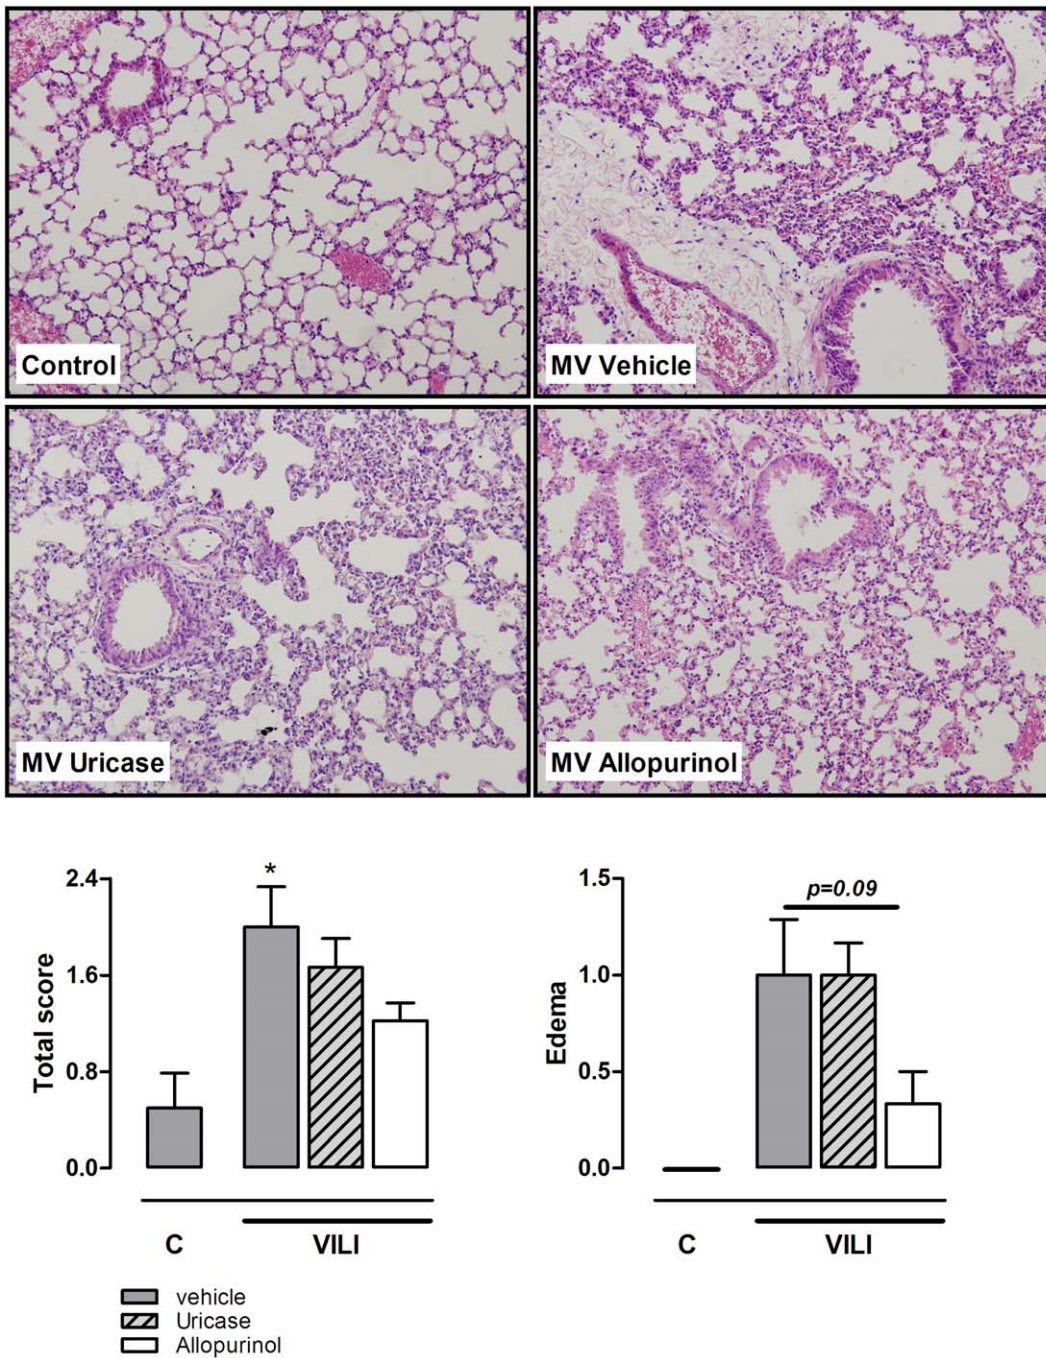 Control
MV Vehicle
MV Uricase
MV Allopurinol
2.4
1.6
0.8
0.0
Total score
*
C
VILI
1.5
1.0
0.5
0.0
Edema
p=0.09
C
VILI
vehicle
Uricase
Allopurinol